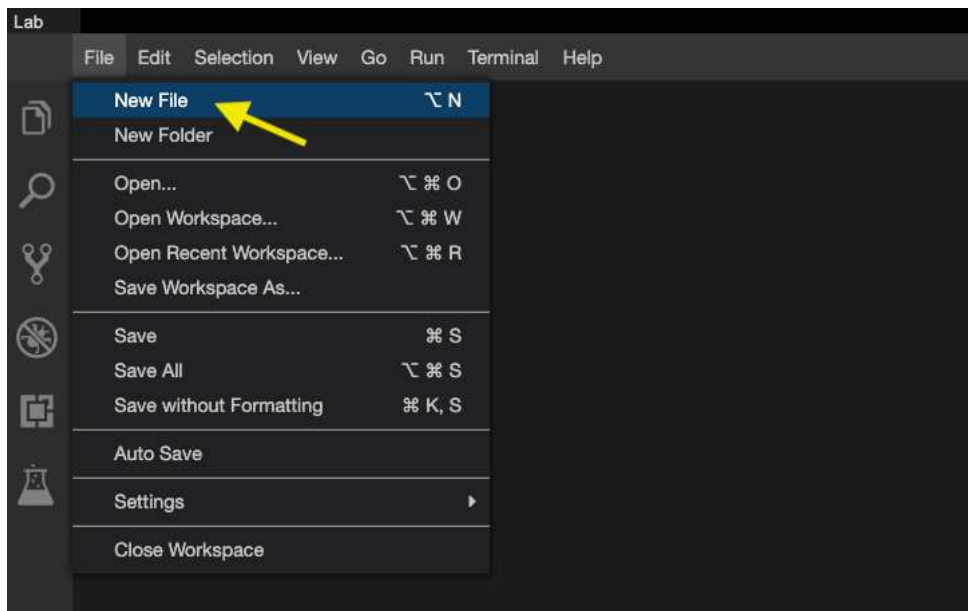 Lab
File Edit Selection View Go Run Terminal Help
New File ⌥ N
New Folder
Open... ⌥ ⌘ O
Open Workspace... ⌥ ⌘ W
Open Recent Workspace... ⌥ ⌘ R
Save Workspace As...
Save ⌘ S
Save All ⌥ ⌘ S
Save without Formatting ⌘ K, S
Auto Save
Settings
Close Workspace